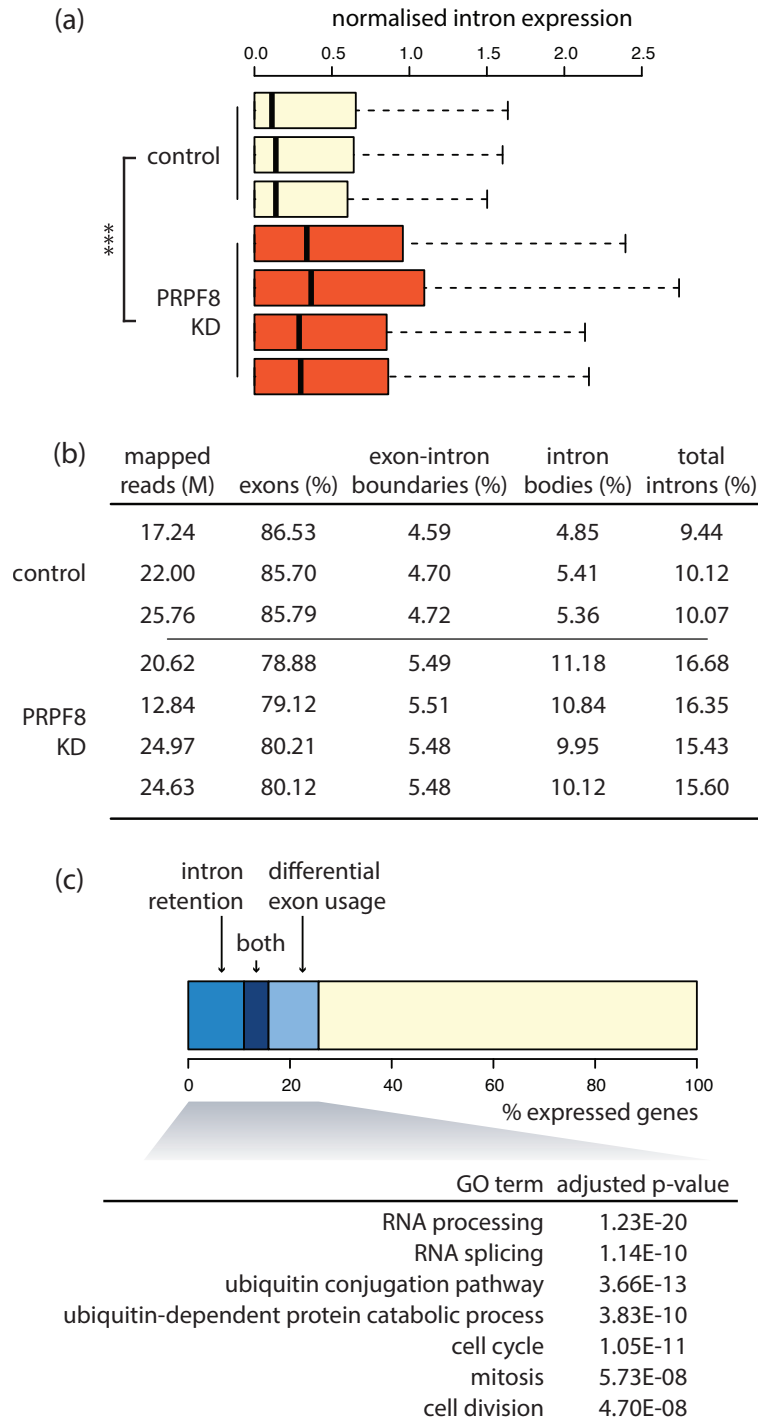 (a)
normalised intron expression
0.0 0.5 1.0 1.5 2.0 2.5
control
***
PRPF8
KD
(b)
mapped exon-intron intron total
reads (M) exons (%) boundaries (%) bodies (%) introns (%)
17.24 86.53 4.59 4.85 9.44
control 22.00 85.70 4.70 5.41 10.12
25.76 85.79 4.72 5.36 10.07
20.62 78.88 5.49 11.18 16.68
PRPF8
12.84 79.12 5.51 10.84 16.35
KD
24.97 80.21 5.48 9.95 15.43
24.63 80.12 5.48 10.12 15.60
(c)
intron differential
retention exon usage
both
0 20 40 60 80 100
% expressed genes
GO term adjusted p-value
RNA processing 1.23E-20
RNA splicing 1.14E-10
ubiquitin conjugation pathway 3.66E-13
ubiquitin-dependent protein catabolic process 3.83E-10
cell cycle 1.05E-11
mitosis 5.73E-08
cell division 4.70E-08